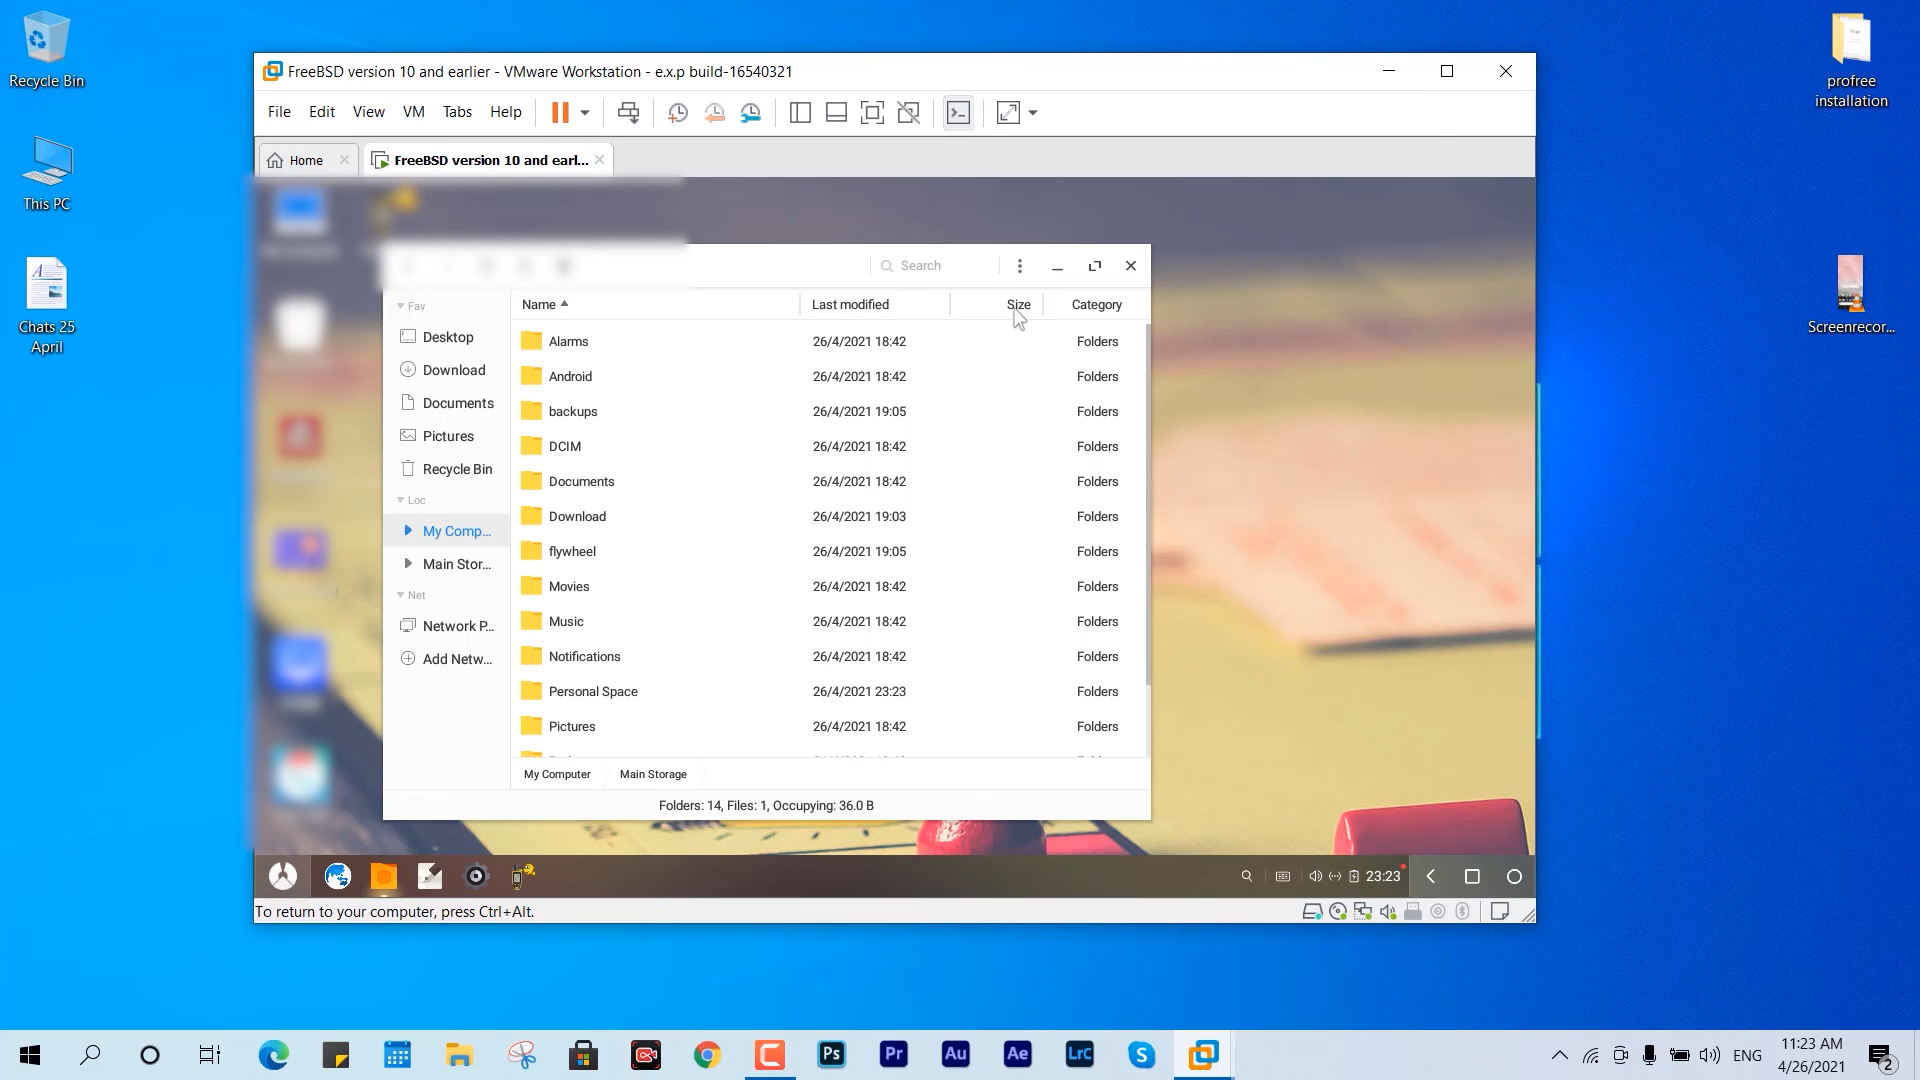 Recycle Bin
This PC
Chats 25
April
profree
installation
Screenrecor...
FreeBSD version 10 and earlier - VMware Workstation - e.x.p build-16540321
File Edit View VM Tabs Help
Home
FreeBSD version 10 and earl...
Search
Fav
Desktop
Download
Documents
Pictures
Recycle Bin
Loc
My Comp...
Main Stor...
Net
Network P...
Add Netw...
Name Last modified Size Category
Alarms 26/4/2021 18:42 Folders
Android 26/4/2021 18:42 Folders
backups 26/4/2021 19:05 Folders
DCIM 26/4/2021 18:42 Folders
Documents 26/4/2021 18:42 Folders
Download 26/4/2021 19:03 Folders
flywheel 26/4/2021 19:05 Folders
Movies 26/4/2021 18:42 Folders
Music 26/4/2021 18:42 Folders
Notifications 26/4/2021 18:42 Folders
Personal Space 26/4/2021 23:23 Folders
Pictures 26/4/2021 18:42 Folders
My Computer Main Storage
Folders: 14, Files: 1, Occupying: 36.0 B
23:23
To return to your computer, press Ctrl+Alt.
Ps Pr Au Ae LrC
ENG
11:23 AM
4/26/2021
2